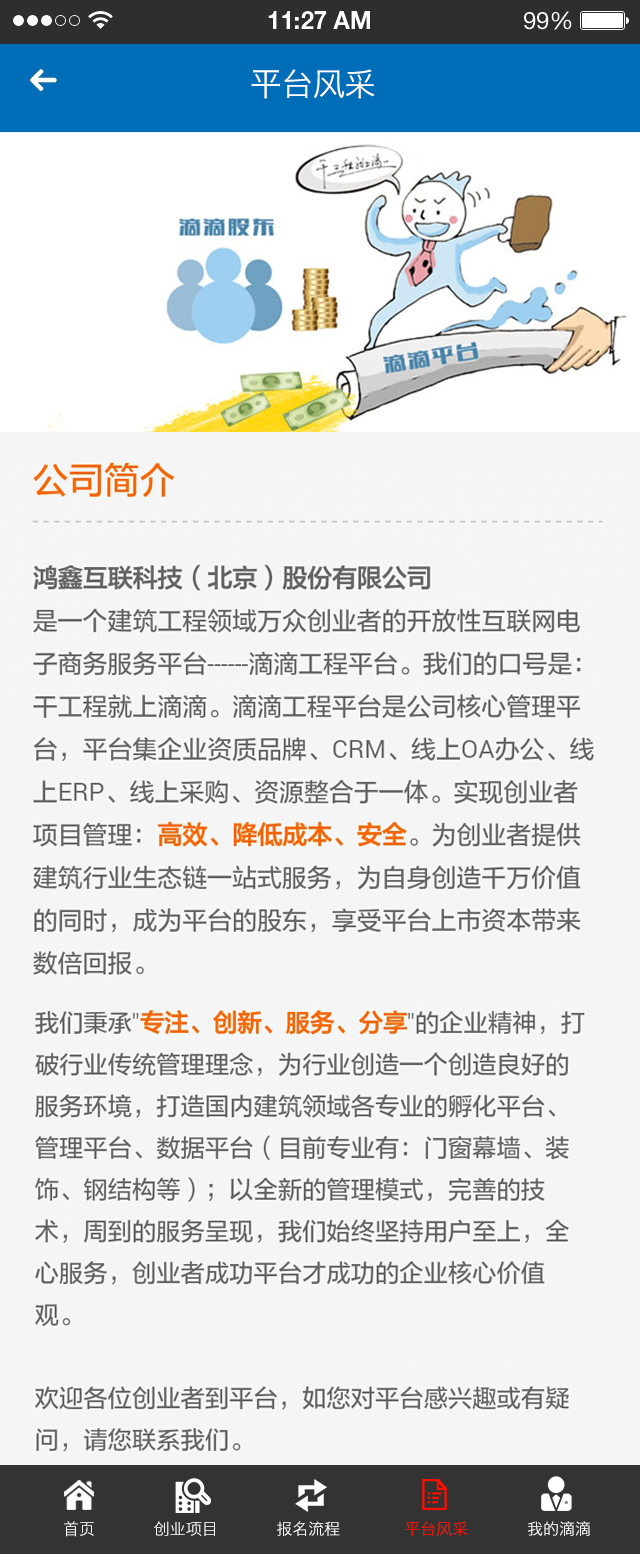 11:27 AM
99%
平台风采
干工程就上滴滴...
滴滴股东
滴滴平台
公司简介
鸿鑫互联科技（北京）股份有限公司
是一个建筑工程领域万众创业者的开放性互联网电
子商务服务平台------滴滴工程平台。我们的口号是：
干工程就上滴滴。滴滴工程平台是公司核心管理平
台，平台集企业资质品牌、CRM、线上OA办公、线
上ERP、线上采购、资源整合于一体。实现创业者
项目管理：高效、降低成本、安全。为创业者提供
建筑行业生态链一站式服务，为自身创造千万价值
的同时，成为平台的股东，享受平台上市资本带来
数倍回报。
我们秉承"专注、创新、服务、分享"的企业精神，打
破行业传统管理理念，为行业创造一个创造良好的
服务环境，打造国内建筑领域各专业的孵化平台、
管理平台、数据平台（目前专业有：门窗幕墙、装
饰、钢结构等）；以全新的管理模式，完善的技
术，周到的服务呈现，我们始终坚持用户至上，全
心服务，创业者成功平台才成功的企业核心价值
观。
欢迎各位创业者到平台，如您对平台感兴趣或有疑
问，请您联系我们。
首页
创业项目
报名流程
平台风采
我的滴滴